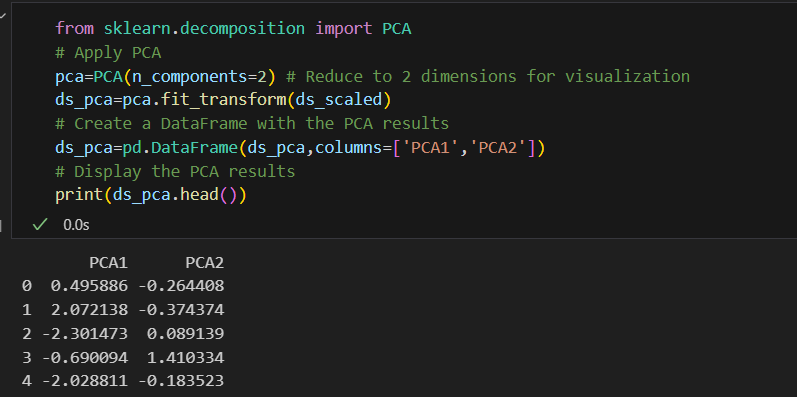 from sklearn.decomposition import PCA
# Apply PCA
pca=PCA(n_components=2) # Reduce to 2 dimensions for visualization
ds_pca=pca.fit_transform(ds_scaled)
# Create a DataFrame with the PCA results
ds_pca=pd.DataFrame(ds_pca,columns=['PCA1','PCA2'])
# Display the PCA results
print(ds_pca.head())
0.0s
PCA1 PCA2
0 0.495886 -0.264408
1 2.072138 -0.374374
2 -2.301473 0.089139
3 -0.690094 1.410334
4 -2.028811 -0.183523